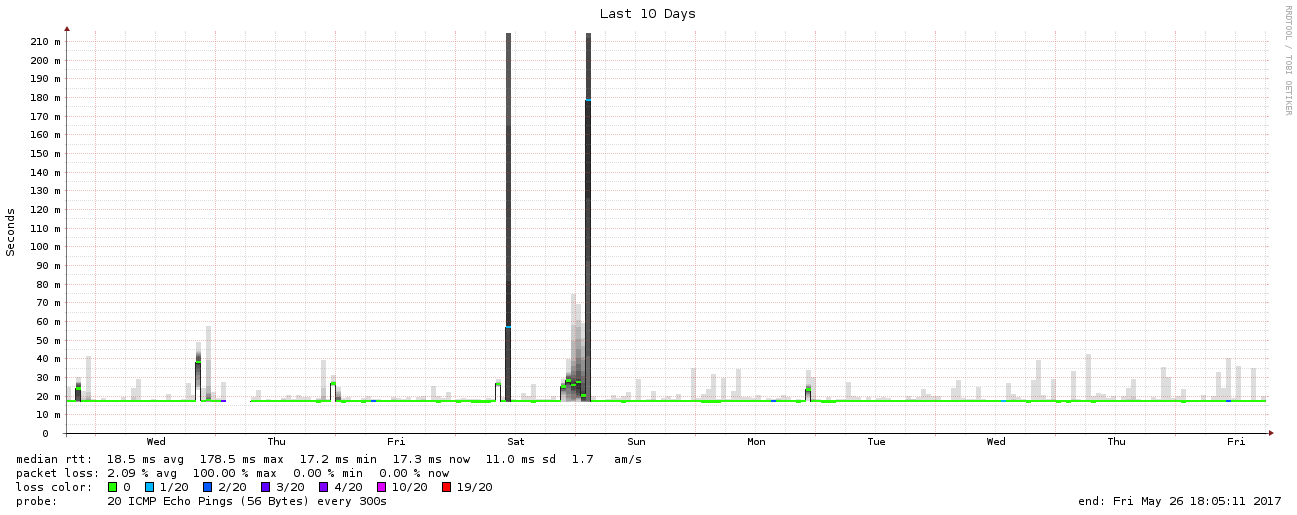 Last 10 Days
RRDTOOL / TOBI OETIKER
Seconds
210 m
200 m
190 m
180 m
170 m
160 m
150 m
140 m
130 m
120 m
110 m
100 m
90 m
80 m
70 m
60 m
50 m
40 m
30 m
20 m
10 m
0
Wed Thu Fri Sat Sun Mon Tue Wed Thu Fri
median rtt: 18.5 ms avg 178.5 ms max 17.2 ms min 17.3 ms now 11.0 ms sd 1.7 am/s
packet loss: 2.09 % avg 100.00 % max 0.00 % min 0.00 % now
loss color: 0 1/20 2/20 3/20 4/20 10/20 19/20
probe: 20 ICMP Echo Pings (56 Bytes) every 300s end: Fri May 26 18:05:11 2017